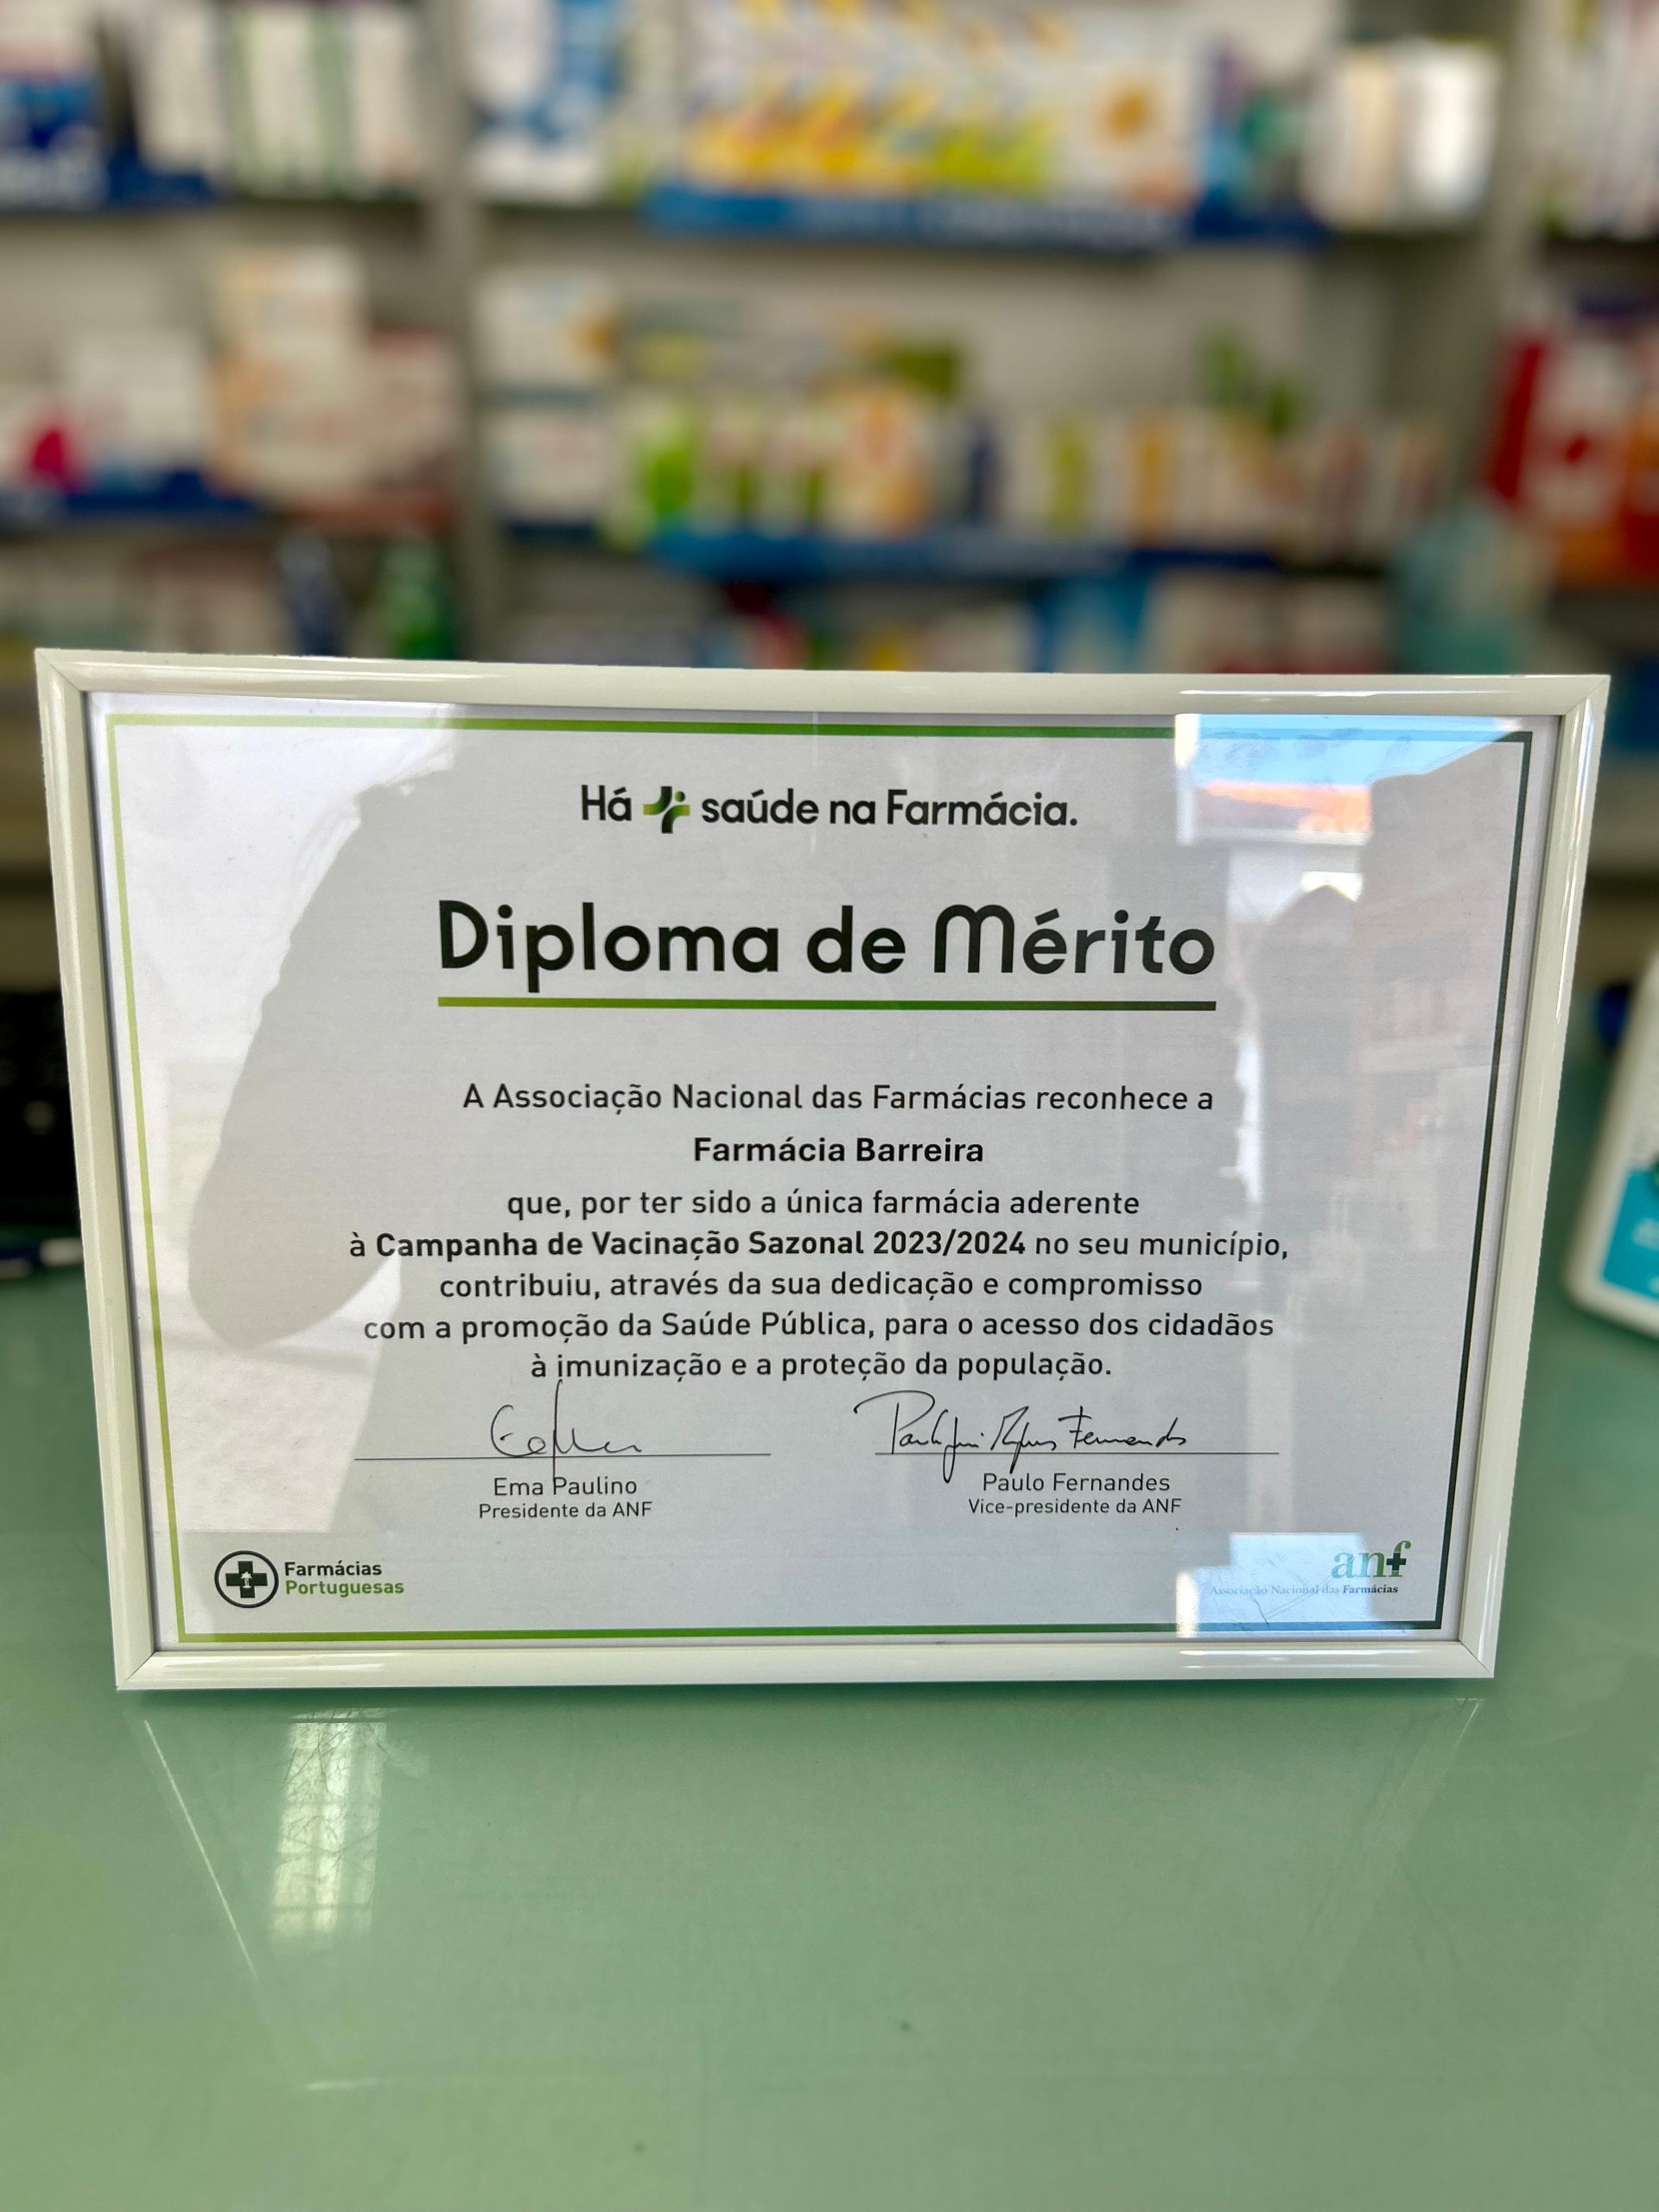 Há saúde na Farmácia.
Diploma de Mérito
A Associação Nacional das Farmácias reconhece a
Farmácia Barreira
que, por ter sido a única farmácia aderente
à Campanha de Vacinação Sazonal 2023/2024 no seu município,
contribuiu, através da sua dedicação e compromisso
com a promoção da Saúde Pública, para o acesso dos cidadãos
à imunização e a proteção da população.
Ema Paulino
Presidente da ANF
Paulo Fernandes
Vice-presidente da ANF
Farmácias
Portuguesas
anf
Associação Nacional das Farmácias